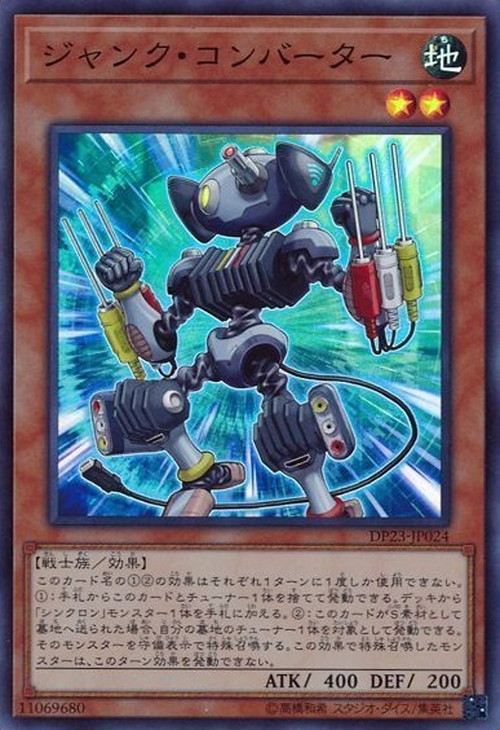 ジャンク・コンバーター
地
DP23-JP024
【戦士族/効果】
このカード名の①②の効果はそれぞれ1ターンに1度しか使用できない。
①:手札からこのカードとチューナー1体を捨てて発動できる。デッキから
「シンクロン」モンスター1体を手札に加える。②:このカードがS素材として
墓地へ送られた場合、自分の墓地のチューナー1体を対象として発動できる。
そのモンスターを守備表示で特殊召喚する。この効果で特殊召喚したモン
スターは、このターン効果を発動できない。
ATK/ 400 DEF/ 200
11069680
©高橋和希 スタジオ・ダイス/集英社